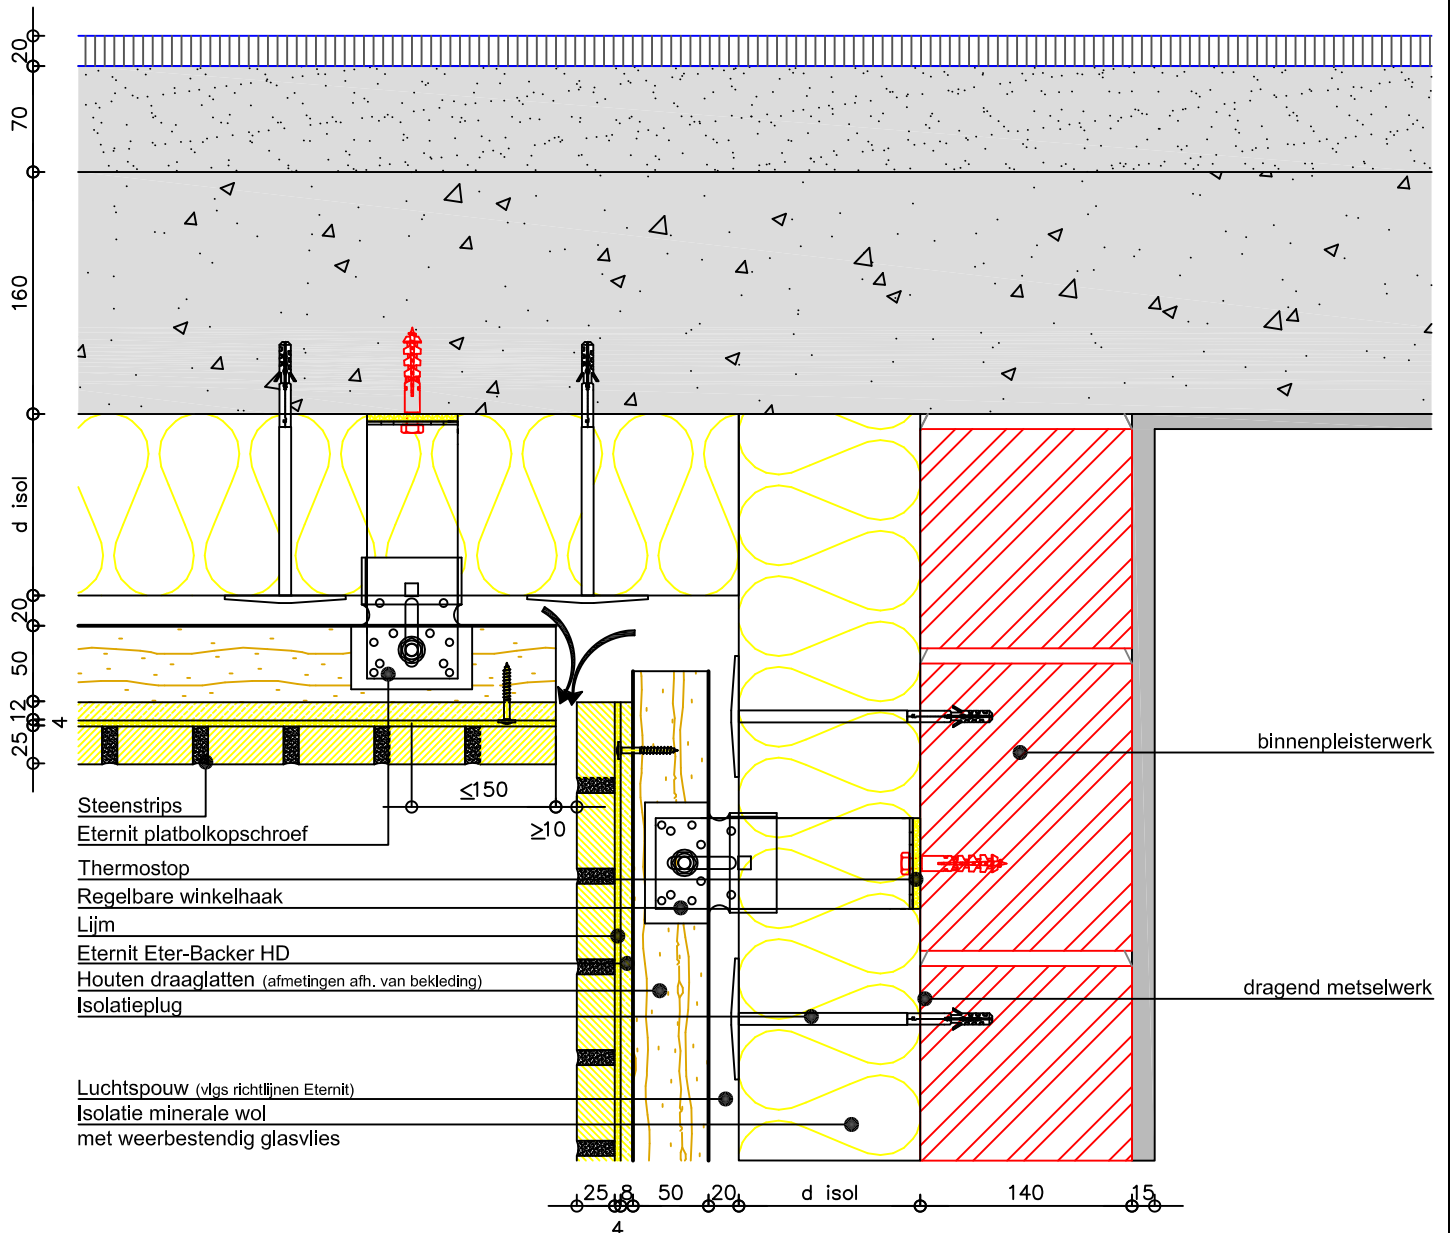 20
70
160
d isol
20
50
12
4
25
≤150
≥10
Steenstrips
Eternit platbolkopschroef
Thermostop
Regelbare winkelhaak
Lijm
Eternit Eter-Backer HD
Houten draaglatten (afmetingen afh. van bekleding)
Isolatieplug
Luchtspouw (vlgs richtlijnen Eternit)
Isolatie minerale wol
met weerbestendig glasvlies
binnenpleisterwerk
dragend metselwerk
25 8 50 20 d isol 140 15
4